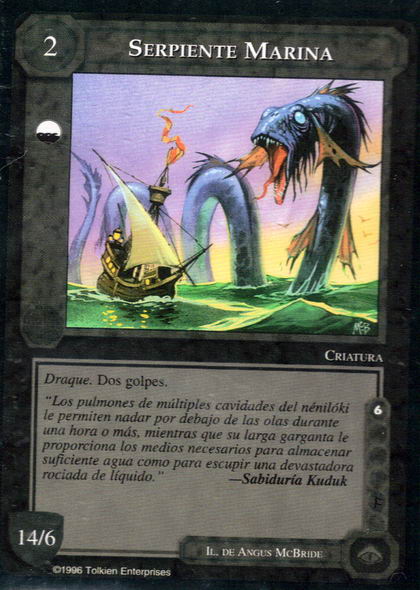 2
SERPIENTE MARINA
McB
CRIATURA
Draque. Dos golpes.
“Los pulmones de múltiples cavidades del nénilóki
le permiten nadar por debajo de las olas durante
una hora o más, mientras que su larga garganta le
proporciona los medios necesarios para almacenar
suficiente agua como para escupir una devastadora
rociada de líquido.” —Sabiduría Kuduk
6
14/6
IL. DE ANGUS MCBRIDE
©1996 Tolkien Enterprises